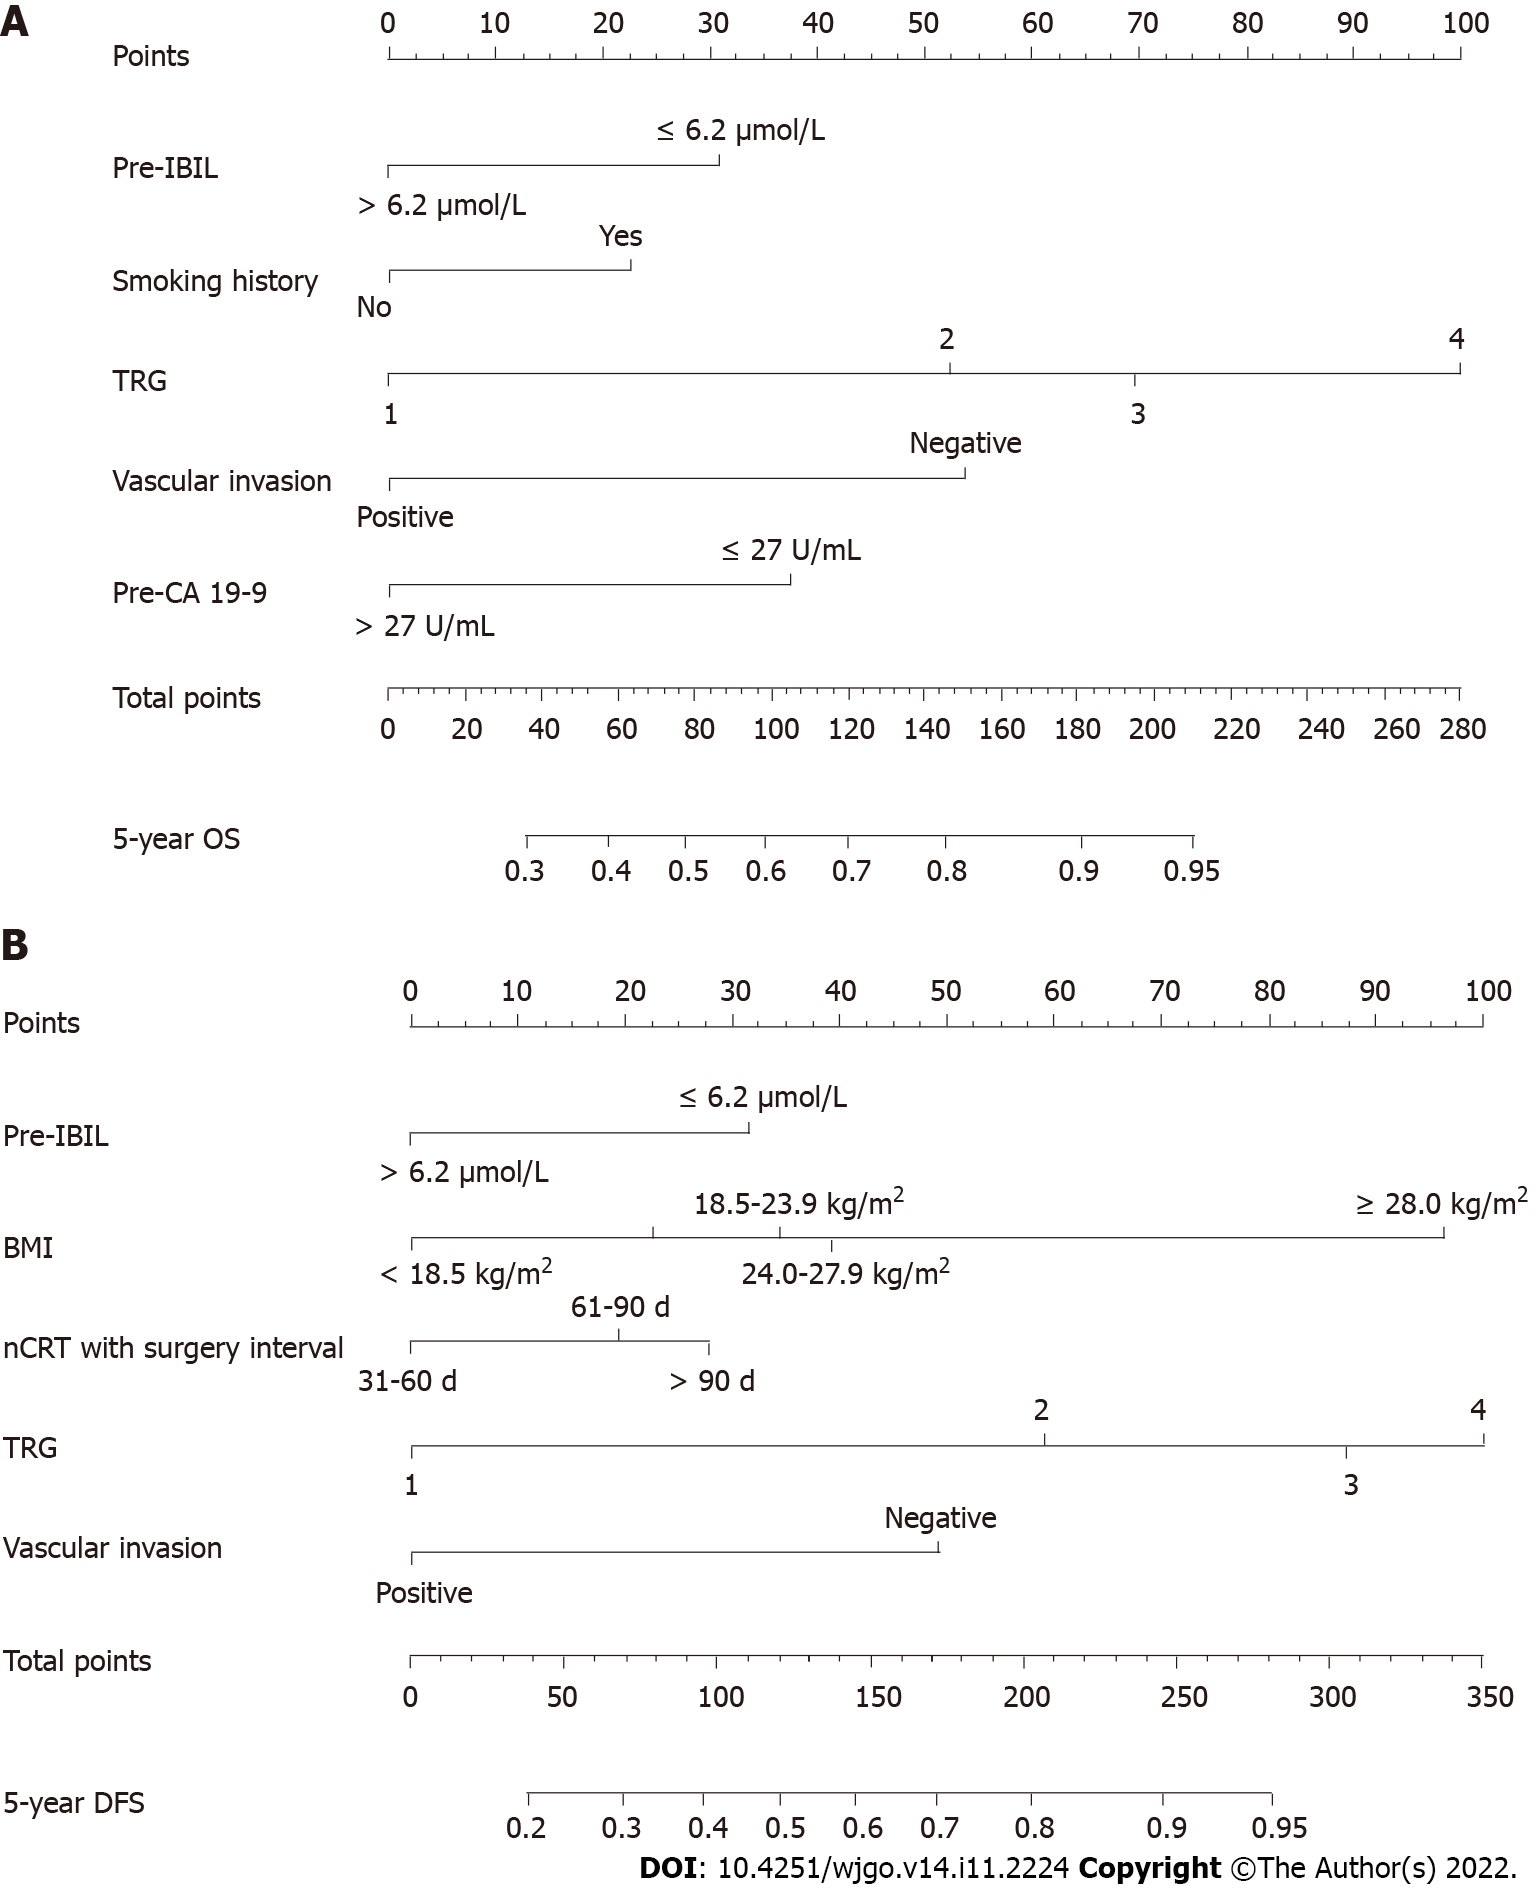 A
0 10 20 30 40 50 60 70 80 90 100
Points
≤ 6.2 µmol/L
Pre-IBIL
> 6.2 µmol/L
Yes
Smoking history
No
2 4
TRG
1 3
Negative
Vascular invasion
Positive
≤ 27 U/mL
Pre-CA 19-9
> 27 U/mL
Total points
0 20 40 60 80 100 120 140 160 180 200 220 240 260 280
5-year OS
0.3 0.4 0.5 0.6 0.7 0.8 0.9 0.95
B
0 10 20 30 40 50 60 70 80 90 100
Points
≤ 6.2 µmol/L
Pre-IBIL
> 6.2 µmol/L
18.5-23.9 kg/m² ≥ 28.0 kg/m²
BMI
< 18.5 kg/m² 24.0-27.9 kg/m²
61-90 d
nCRT with surgery interval
31-60 d > 90 d
2 4
TRG
1 3
Negative
Vascular invasion
Positive
Total points
0 50 100 150 200 250 300 350
5-year DFS
0.2 0.3 0.4 0.5 0.6 0.7 0.8 0.9 0.95
DOI: 10.4251/wjgo.v14.i11.2224 Copyright ©The Author(s) 2022.